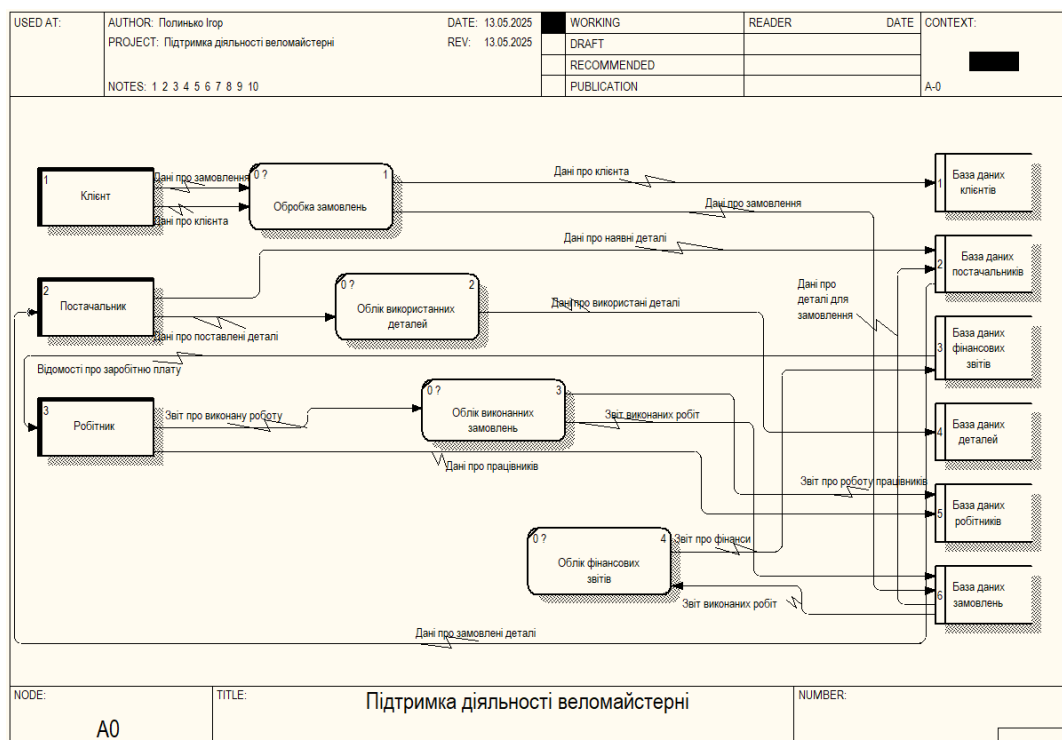 USED AT:
AUTHOR: Полинько Ігор
DATE: 13.05.2025
WORKING
READER
DATE
CONTEXT:
PROJECT: Підтримка діяльності веломайстерні
REV: 13.05.2025
DRAFT
RECOMMENDED
NOTES: 1 2 3 4 5 6 7 8 9 10
PUBLICATION
A-0
1
Клієнт
Дані про замовлення
Дані про клієнта
0 ?
1
Обробка замовлень
Дані про клієнта
Дані про замовлення
1
База даних
клієнтів
Дані про наявні деталі
2
База даних
постачальників
2
Постачальник
Дані про поставлені деталі
0 ?
2
Облік використанних
деталей
Дані про використані деталі
Дані про
деталі для
замовлення
3
База даних
фінансових
звітів
Відомості про заробітню плату
3
Робітник
Звіт про виконану роботу
0 ?
3
Облік виконанних
замовлень
Звіт виконаних робіт
4
База даних
деталей
Дані про працівників
Звіт про роботу працівників
5
База даних
робітників
0 ?
4
Облік фінансових
звітів
Звіт про фінанси
Звіт виконаних робіт
6
База даних
замовлень
Дані про замовлені деталі
NODE:
A0
TITLE:
Підтримка діяльності веломайстерні
NUMBER: